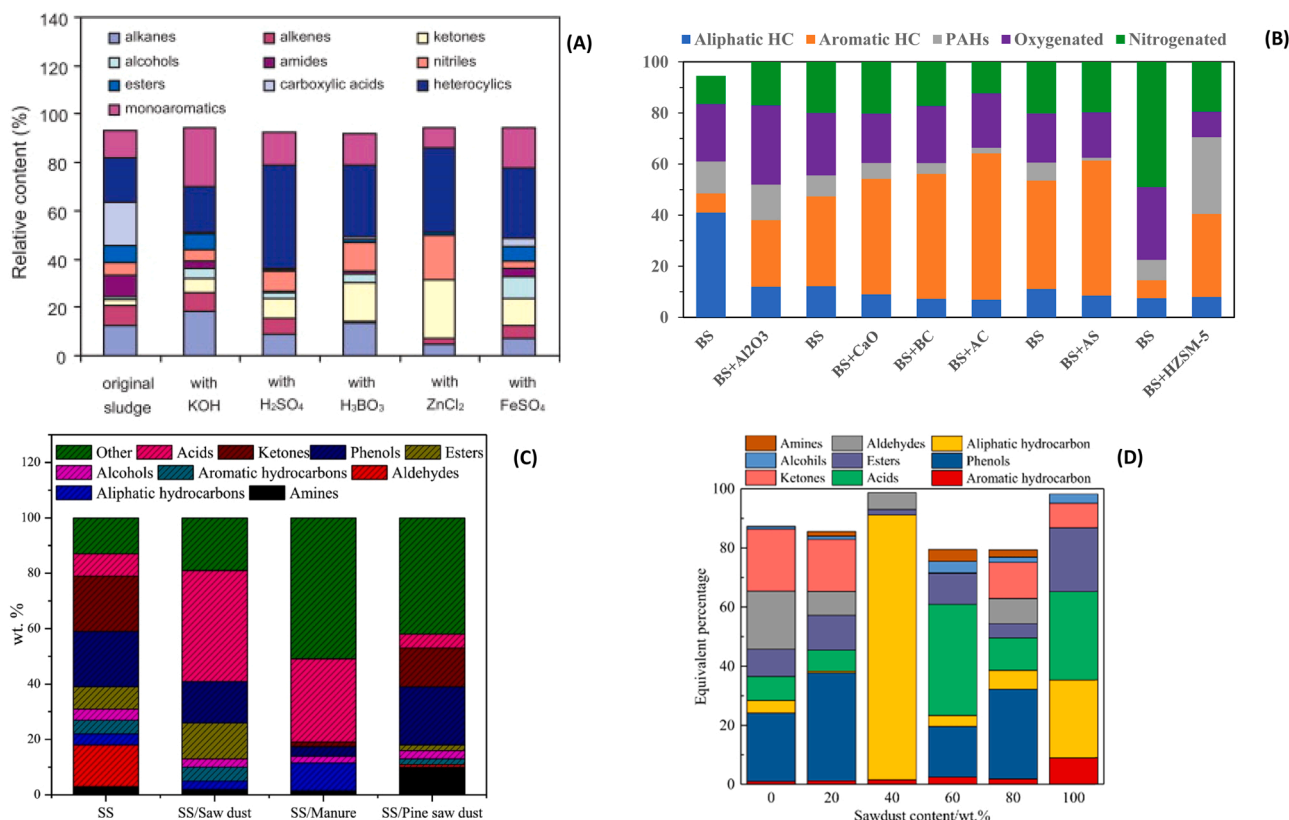 (A)
140
120
100
80
60
40
20
0
Relative content (%)
alkanes alkenes ketones
alcohols amides nitriles
esters carboxylic acids heterocylics
monoaromatics
original sludge
with KOH
with H₂SO₄
with H₃BO₃
with ZnCl₂
with FeSO₄
(B)
Aliphatic HC Aromatic HC PAHs Oxygenated Nitrogenated
100
80
60
40
20
0
BS
BS+Al2O3
BS
BS+CaO
BS+BC
BS+AC
BS
BS+AS
BS
BS+HZSM-5
(C)
Other Acids Ketones Phenols Esters
Alcohols Aromatic hydrocarbons Aldehydes
Aliphatic hydrocarbons Amines
120
100
80
60
40
20
0
wt. %
SS SS/Saw dust SS/Manure SS/Pine saw dust
(D)
Amines Aldehydes Aliphatic hydrocarbon
Alcohils Esters Phenols
Ketones Acids Aromatic hydrocarbon
100
80
60
40
20
0
Equivalent percentage
0 20 40 60 80 100
Sawdust content/wt.%